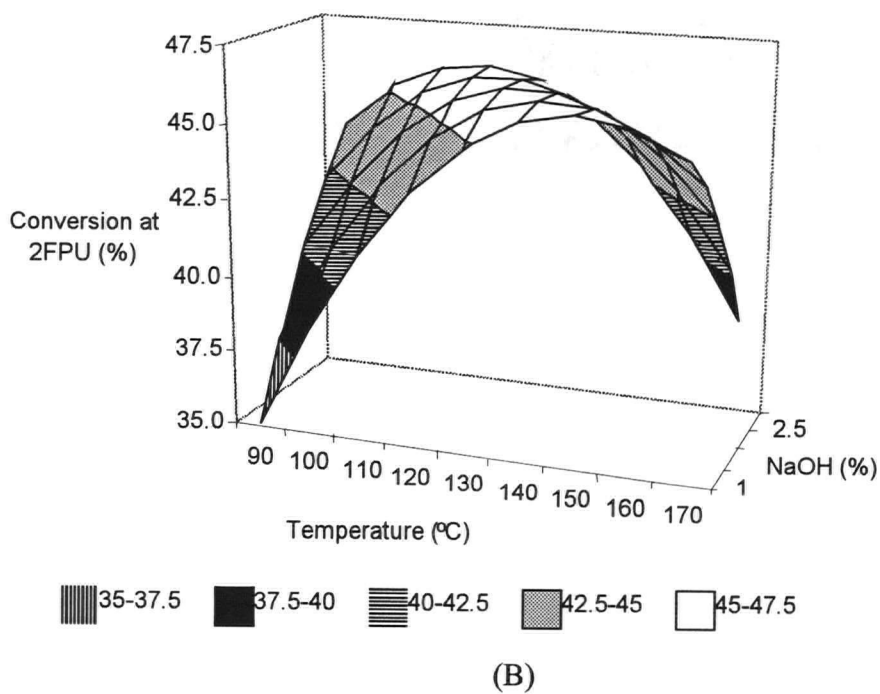 47.5
45.0
42.5
Conversion at
2FPU (%)
40.0
37.5
35.0
90 100 110 120 130 140 150 160 170
Temperature (ºC)
2.5
NaOH (%)
1
35-37.5 37.5-40 40-42.5 42.5-45 45-47.5
(B)